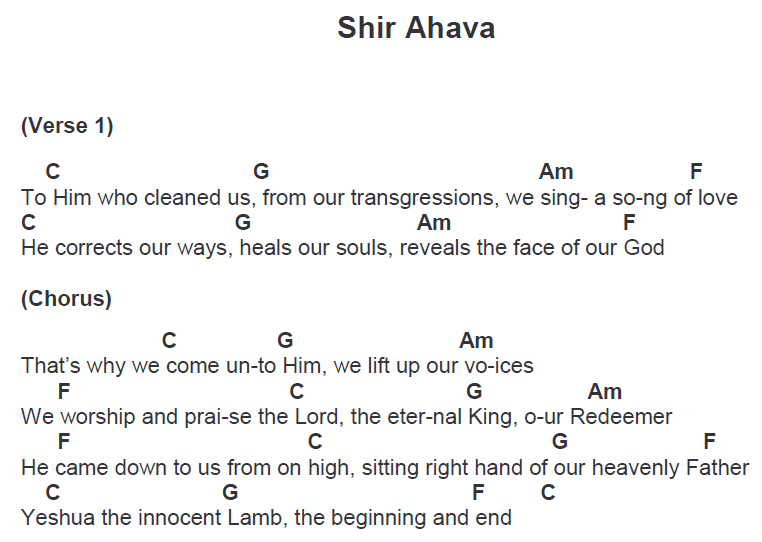 Shir Ahava
(Verse 1)
C G Am F
To Him who cleaned us, from our transgressions, we sing- a so-ng of love
C G Am F
He corrects our ways, heals our souls, reveals the face of our God
(Chorus)
C G Am
That’s why we come un-to Him, we lift up our vo-ices
F C G Am
We worship and prai-se the Lord, the eter-nal King, o-ur Redeemer
F C G F
He came down to us from on high, sitting right hand of our heavenly Father
C G F C
Yeshua the innocent Lamb, the beginning and end